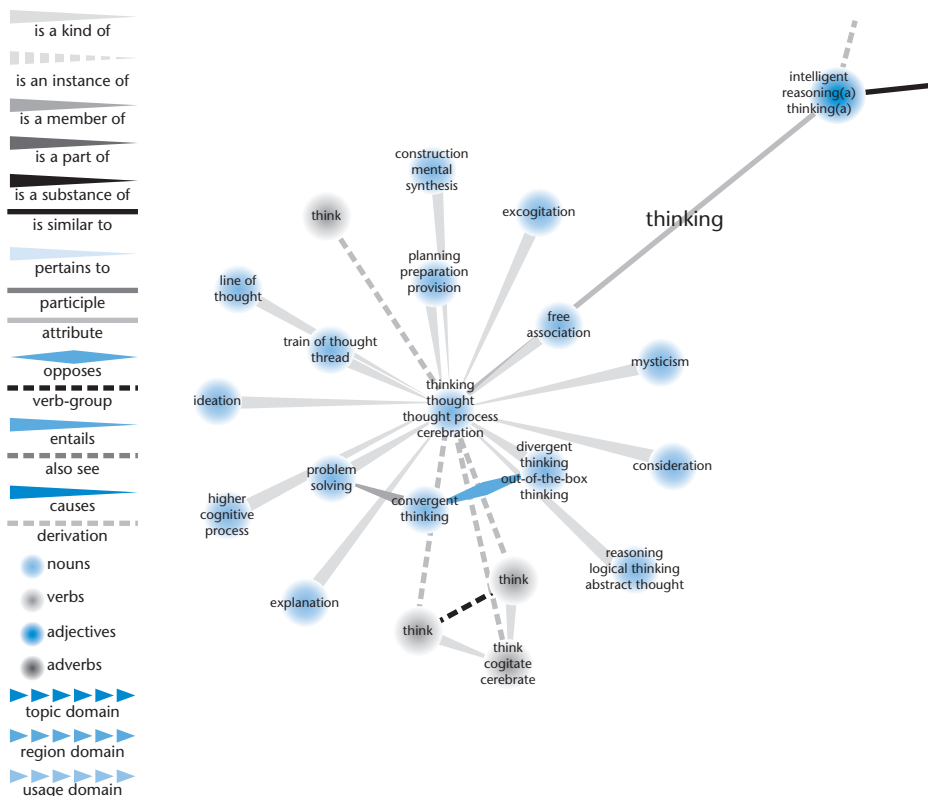 is a kind of
is an instance of
is a member of
is a part of
is a substance of
is similar to
pertains to
participle
attribute
opposes
verb-group
entails
also see
causes
derivation
nouns
verbs
adjectives
adverbs
topic domain
region domain
usage domain
intelligent
reasoning(a)
thinking(a)
thinking
construction
mental
synthesis
think
excogitation
planning
preparation
provision
line of
thought
free
association
train of thought
thread
mysticism
ideation
thinking
thought
thought process
cerebration
divergent
thinking
out-of-the-box
thinking
consideration
problem
solving
convergent
thinking
higher
cognitive
process
reasoning
logical thinking
abstract thought
explanation
think
think
think
cogitate
cerebrate